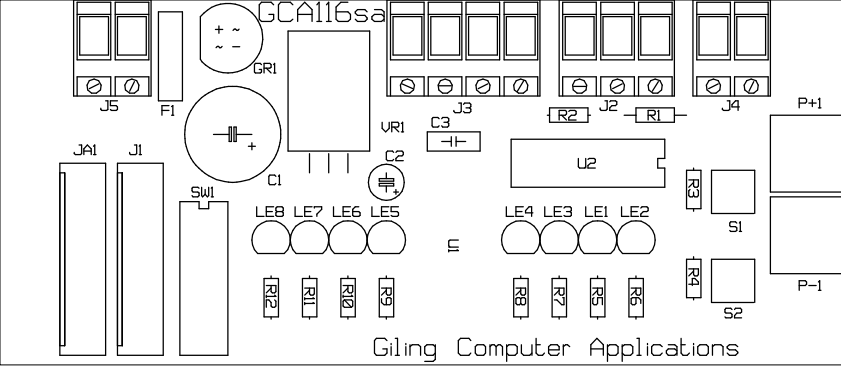 GCA116sa
+ ~
~ -
GR1
J5
F1
J3
J2
J4
R2
R1
P+1
VR1
C3
+
C1
JA1
J1
C2
+
U2
SW1
R3
S1
LE8 LE7 LE6 LE5
LE4 LE3 LE1 LE2
U1
R4
S2
P-1
R12
R11
R10
R9
R8
R7
R5
R6
Giling Computer Applications